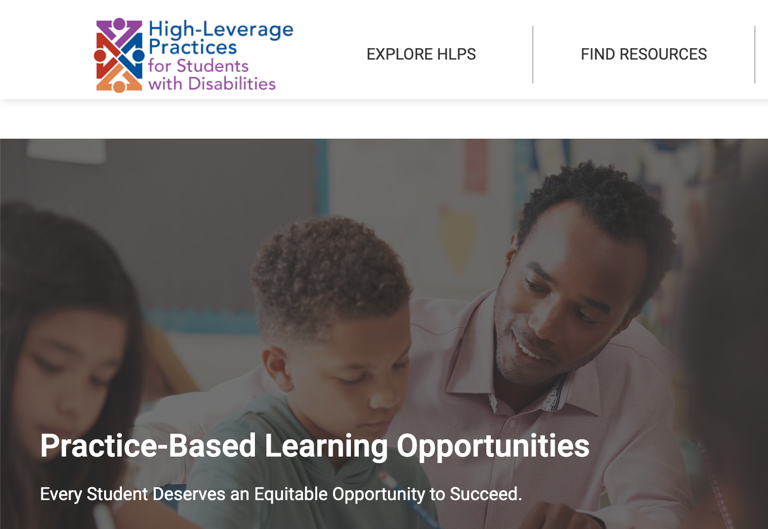 High-Leverage
Practices
for Students
with Disabilities
EXPLORE HLPS
FIND RESOURCES
Practice-Based Learning Opportunities
Every Student Deserves an Equitable Opportunity to Succeed.